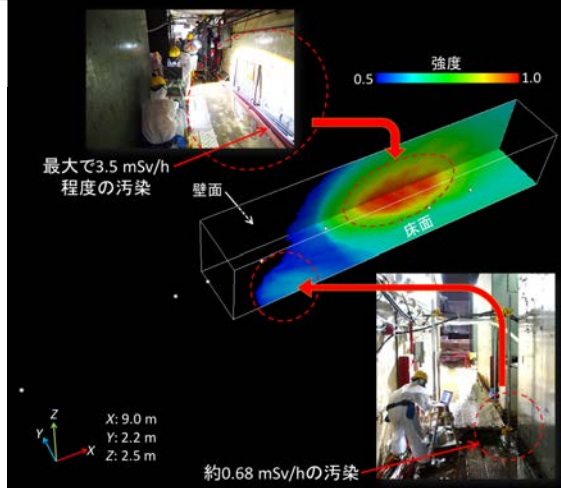 強度
0.5
1.0
最大で3.5 mSv/h
程度の汚染
壁面
床面
Z
Y
X
X: 9.0 m
Y: 2.2 m
Z: 2.5 m
約0.68 mSv/hの汚染